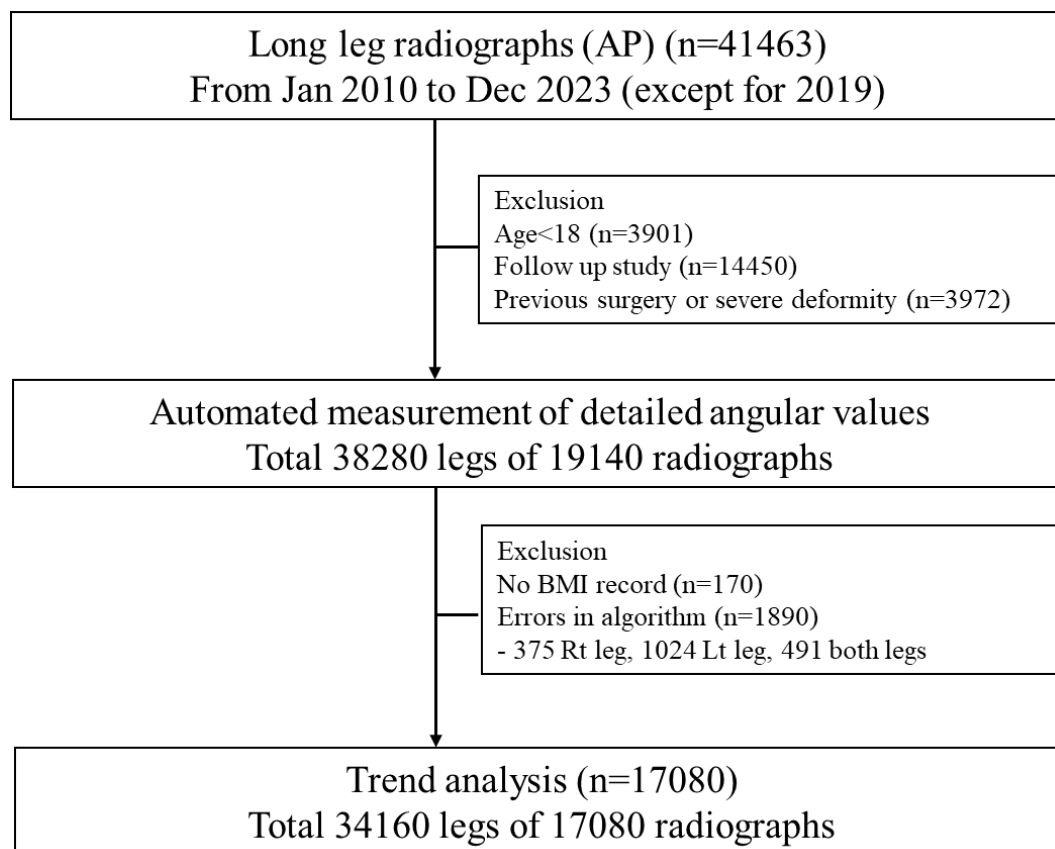 Long leg radiographs (AP) (n=41463)
From Jan 2010 to Dec 2023 (except for 2019)
Exclusion
Age<18 (n=3901)
Follow up study (n=14450)
Previous surgery or severe deformity (n=3972)
Automated measurement of detailed angular values
Total 38280 legs of 19140 radiographs
Exclusion
No BMI record (n=170)
Errors in algorithm (n=1890)
- 375 Rt leg, 1024 Lt leg, 491 both legs
Trend analysis (n=17080)
Total 34160 legs of 17080 radiographs